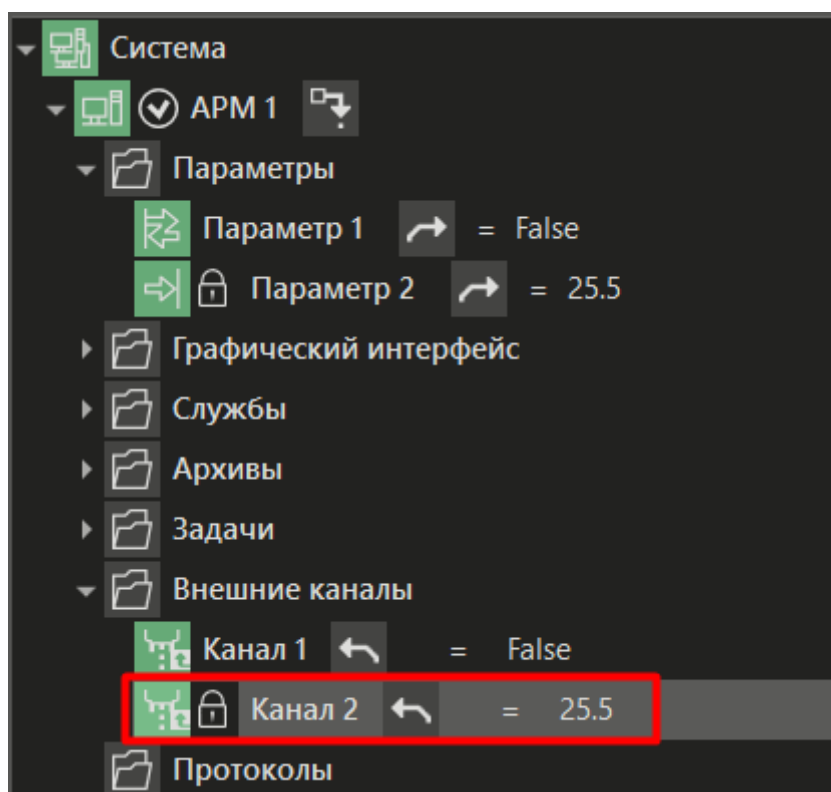 Система
АРМ 1
Параметры
Параметр 1 = False
Параметр 2 = 25.5
Графический интерфейс
Службы
Архивы
Задачи
Внешние каналы
Канал 1 = False
Канал 2 = 25.5
Протоколы